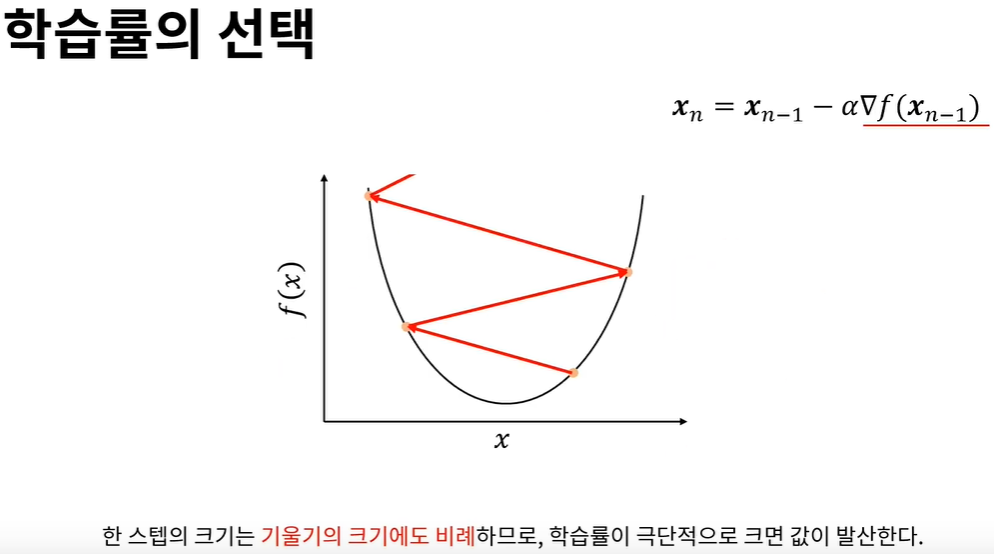 학습률의 선택
𝒙ₙ = 𝒙ₙ₋₁ − α∇f(𝒙ₙ₋₁)
f(x)
x
한 스텝의 크기는 기울기의 크기에도 비례하므로, 학습률이 극단적으로 크면 값이 발산한다.